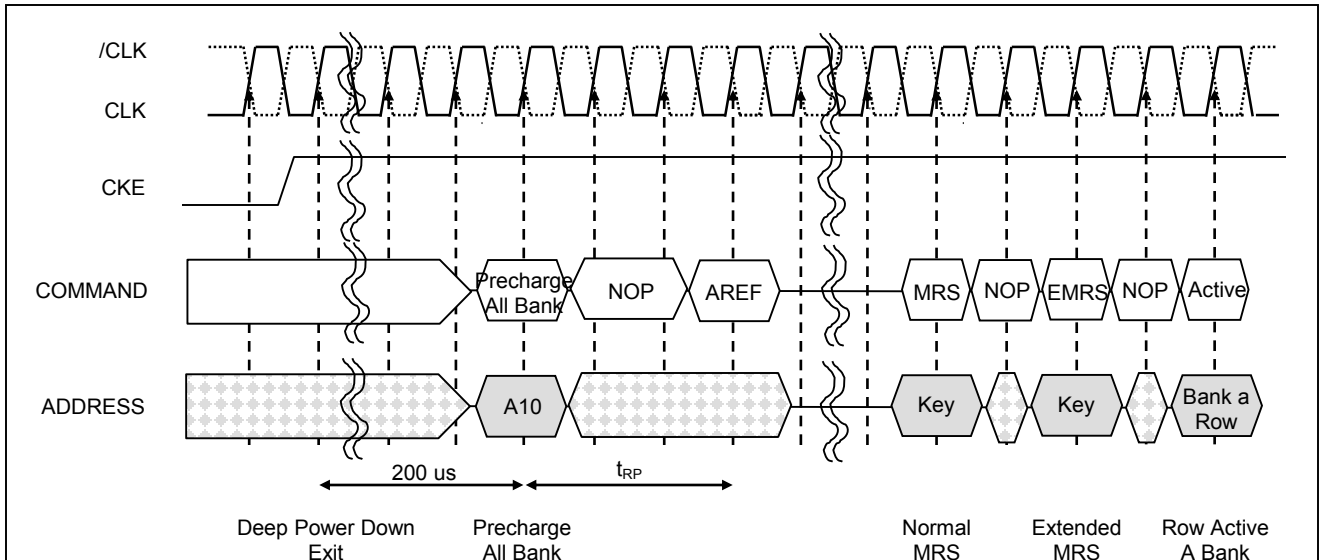 /CLK
CLK
CKE
COMMAND
Precharge
All Bank
NOP
AREF
MRS
NOP
EMRS
NOP
Active
ADDRESS
A10
Key
Key
Bank a
Row
200 us
tRP
Deep Power Down
Exit
Precharge
All Bank
Normal
MRS
Extended
MRS
Row Active
A Bank